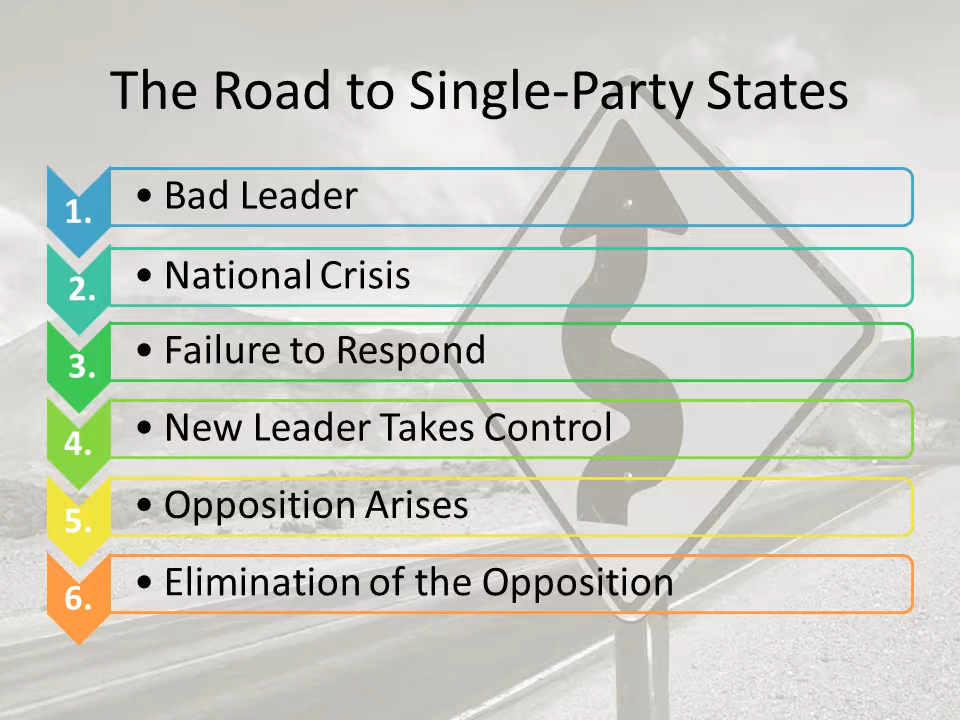 The Road to Single-Party States
1. • Bad Leader
2. • National Crisis
3. • Failure to Respond
4. • New Leader Takes Control
5. • Opposition Arises
6. • Elimination of the Opposition